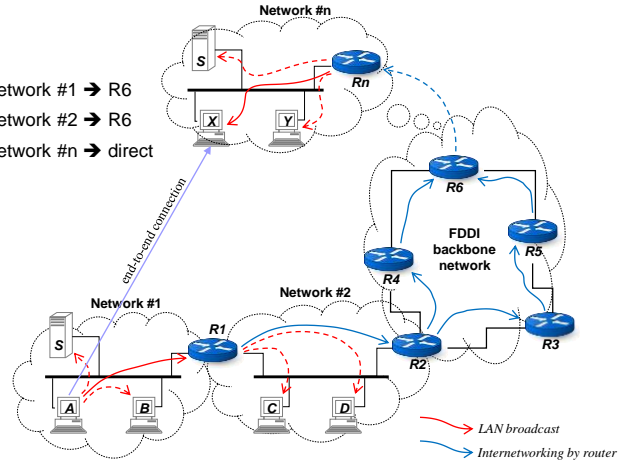 Network #n
S
Rn
etwork #1 ➔ R6
X
Y
etwork #2 ➔ R6
etwork #n ➔ direct
R6
end-to-end connection
FDDI
backbone
network
R5
R4
Network #1
Network #2
S
R1
R3
R2
A
B
C
D
LAN broadcast
Internetworking by router